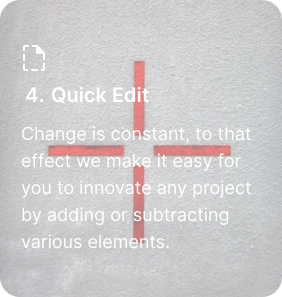 4. Quick Edit
Change is constant, to that
effect we make it easy for
you to innovate any project
by adding or subtracting
various elements.